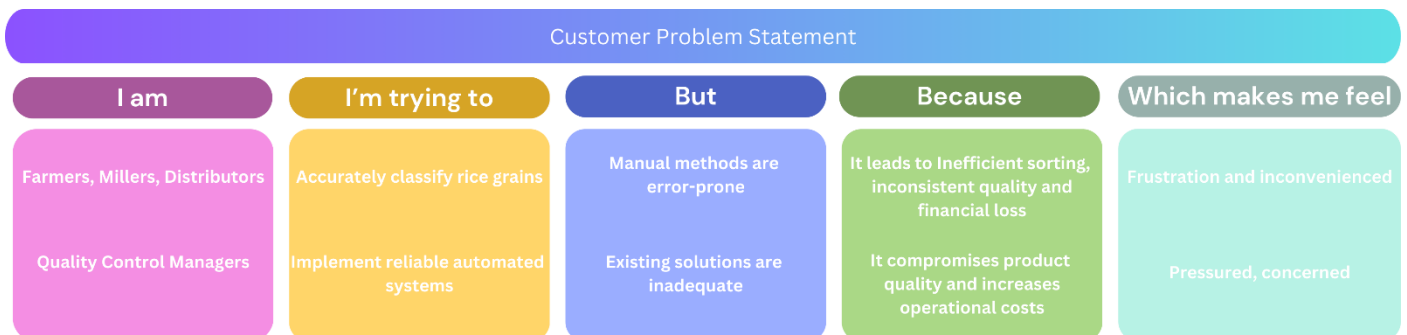 Customer Problem Statement
I am
I'm trying to
But
Because
Which makes me feel
Farmers, Millers, Distributors
Accurately classify rice grains
Manual methods are
error-prone
It leads to Inefficient sorting,
inconsistent quality and
financial loss
Frustration and inconvenienced
Quality Control Managers
Implement reliable automated
systems
Existing solutions are
inadequate
It compromises product
quality and increases
operational costs
Pressured, concerned